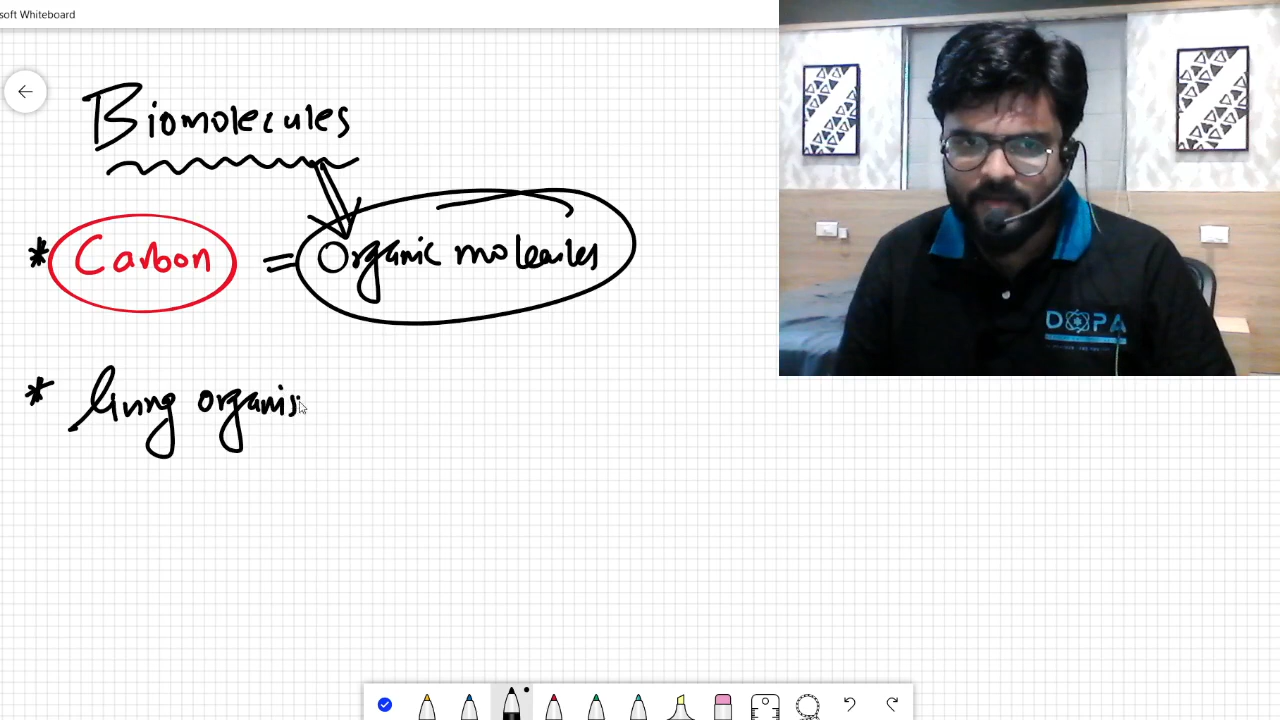 soft Whiteboard
Biomolecules
* Carbon = Organic molecules
* living organis
DOPA